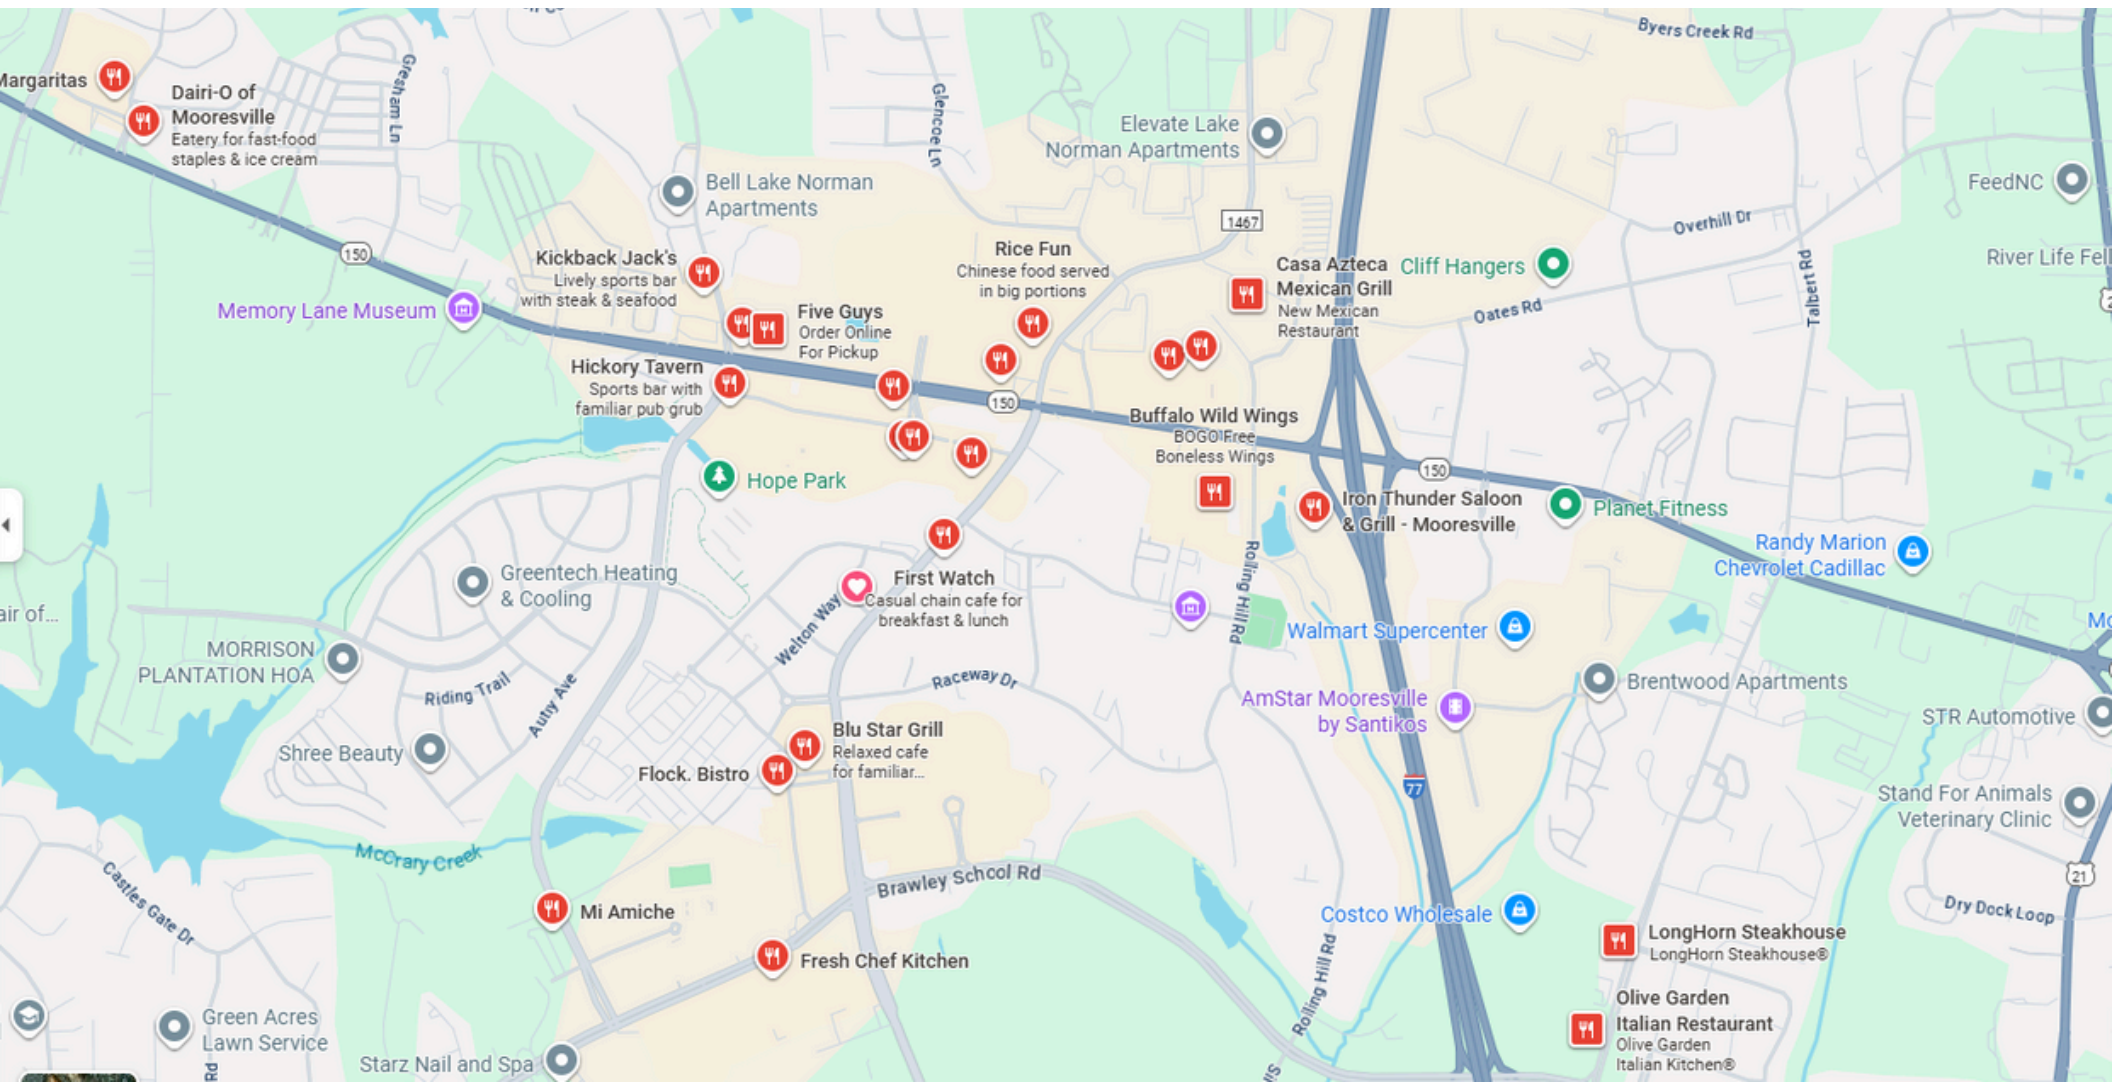 Byers Creek Rd
Margaritas
Dairi-O of
Mooresville
Eatery for fast-food
staples & ice cream
Gresham Ln
Glencoe Ln
Elevate Lake
Norman Apartments
Bell Lake Norman
Apartments
FeedNC
Overhill Dr
1467
150
Kickback Jack's
Lively sports bar
with steak & seafood
Rice Fun
Chinese food served
in big portions
Casa Azteca
Mexican Grill
New Mexican
Restaurant
Cliff Hangers
Talbert Rd
River Life Fell
Memory Lane Museum
Five Guys
Order Online
For Pickup
Oates Rd
Hickory Tavern
Sports bar with
familiar pub grub
150
Buffalo Wild Wings
BOGO Free
Boneless Wings
150
Hope Park
Iron Thunder Saloon
& Grill - Mooresville
Planet Fitness
Randy Marion
Chevrolet Cadillac
Greentech Heating
& Cooling
First Watch
Casual chain cafe for
breakfast & lunch
Rolling Hill Rd
air of...
Welton Way
Walmart Supercenter
MORRISON
PLANTATION HOA
Riding Trail
Autry Ave
Raceway Dr
AmStar Mooresville
by Santikos
Brentwood Apartments
STR Automotive
Shree Beauty
Blu Star Grill
Relaxed cafe
for familiar...
Flock. Bistro
77
Stand For Animals
Veterinary Clinic
McCrary Creek
Castles Gate Dr
Brawley School Rd
21
Mi Amiche
Costco Wholesale
Dry Dock Loop
LongHorn Steakhouse
LongHorn Steakhouse®
Fresh Chef Kitchen
Rolling Hill Rd
Olive Garden
Italian Restaurant
Olive Garden
Italian Kitchen®
Green Acres
Lawn Service
Starz Nail and Spa
Rd